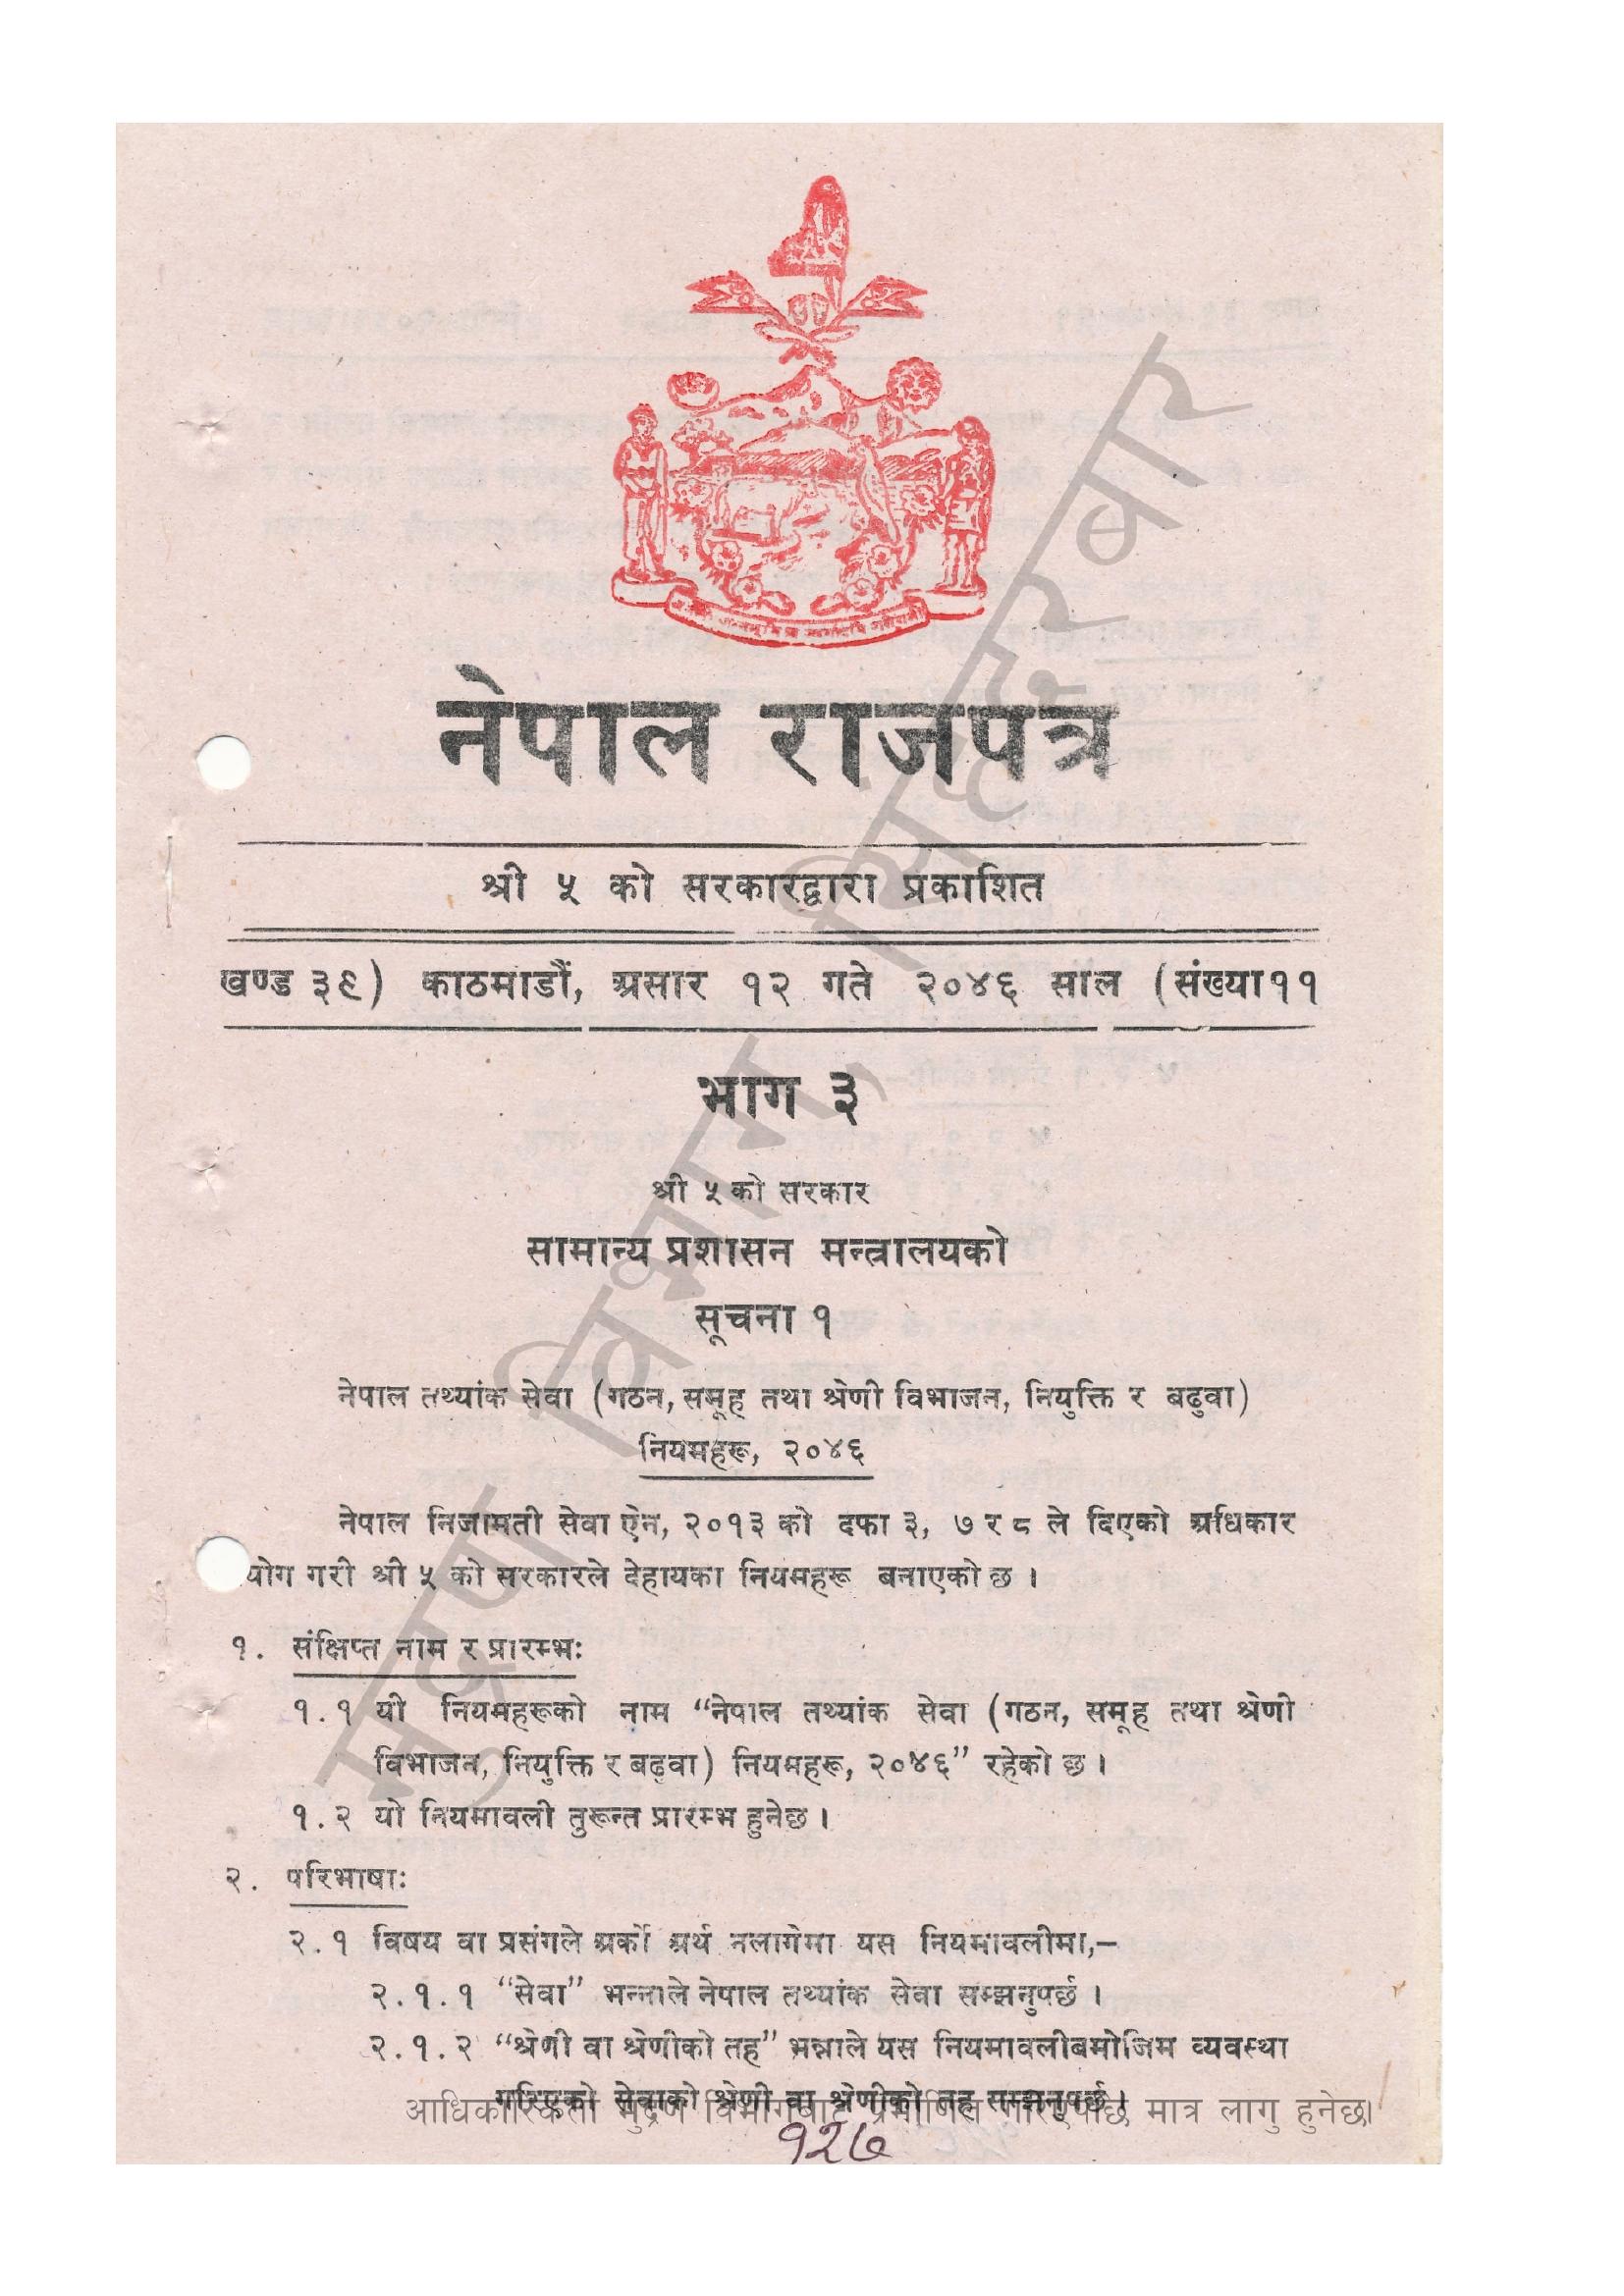 नेपाल राजपत्र
श्री ५ को सरकारद्वारा प्रकाशित
खण्ड ३९) काठमाडौं, असार १२ गते २०४६ साल (संख्या ११
भाग ३
श्री ५ को सरकार
सामान्य प्रशासन मन्त्रालयको
सूचना १
नेपाल तथ्यांक सेवा (गठन, समूह तथा श्रेणी विभाजन, नियुक्ति र बढुवा)
नियमहरू, २०४६
नेपाल निजामती सेवा ऐन, २०१३ को दफा ३, ७ र ८ ले दिएको अधिकार
योग गरी श्री ५ को सरकारले देहायका नियमहरू बनाएको छ ।
१. संक्षिप्त नाम र प्रारम्भः
१.१ यी नियमहरूको नाम “नेपाल तथ्यांक सेवा (गठन, समूह तथा श्रेणी
विभाजन, नियुक्ति र बढ्वा) नियमहरू, २०४६” रहेको छ ।
१.२ यो नियमावली तुरून्त प्रारम्भ हुनेछ ।
२. परिभाषाः
२.१ विषय वा प्रसंगले अर्को अर्थ नलागेमा यस नियमावलीमा,–
२.१.१ “सेवा” भन्नाले नेपाल तथ्यांक सेवा सम्झनुपर्छ ।
२.१.२ “श्रेणी वा श्रेणीको तह” भन्नाले यस नियमावलीबमोजिम व्यवस्था
गरिएको सेवाको श्रेणी वा श्रेणीको तह सम्झनुपर्छ ।
आधिकारिकता मुद्रण विभागबाट प्रमाणित गरिएपछि मात्र लागु हुनेछ।
१२७
मुद्रण विभाग, सिंहदरबार